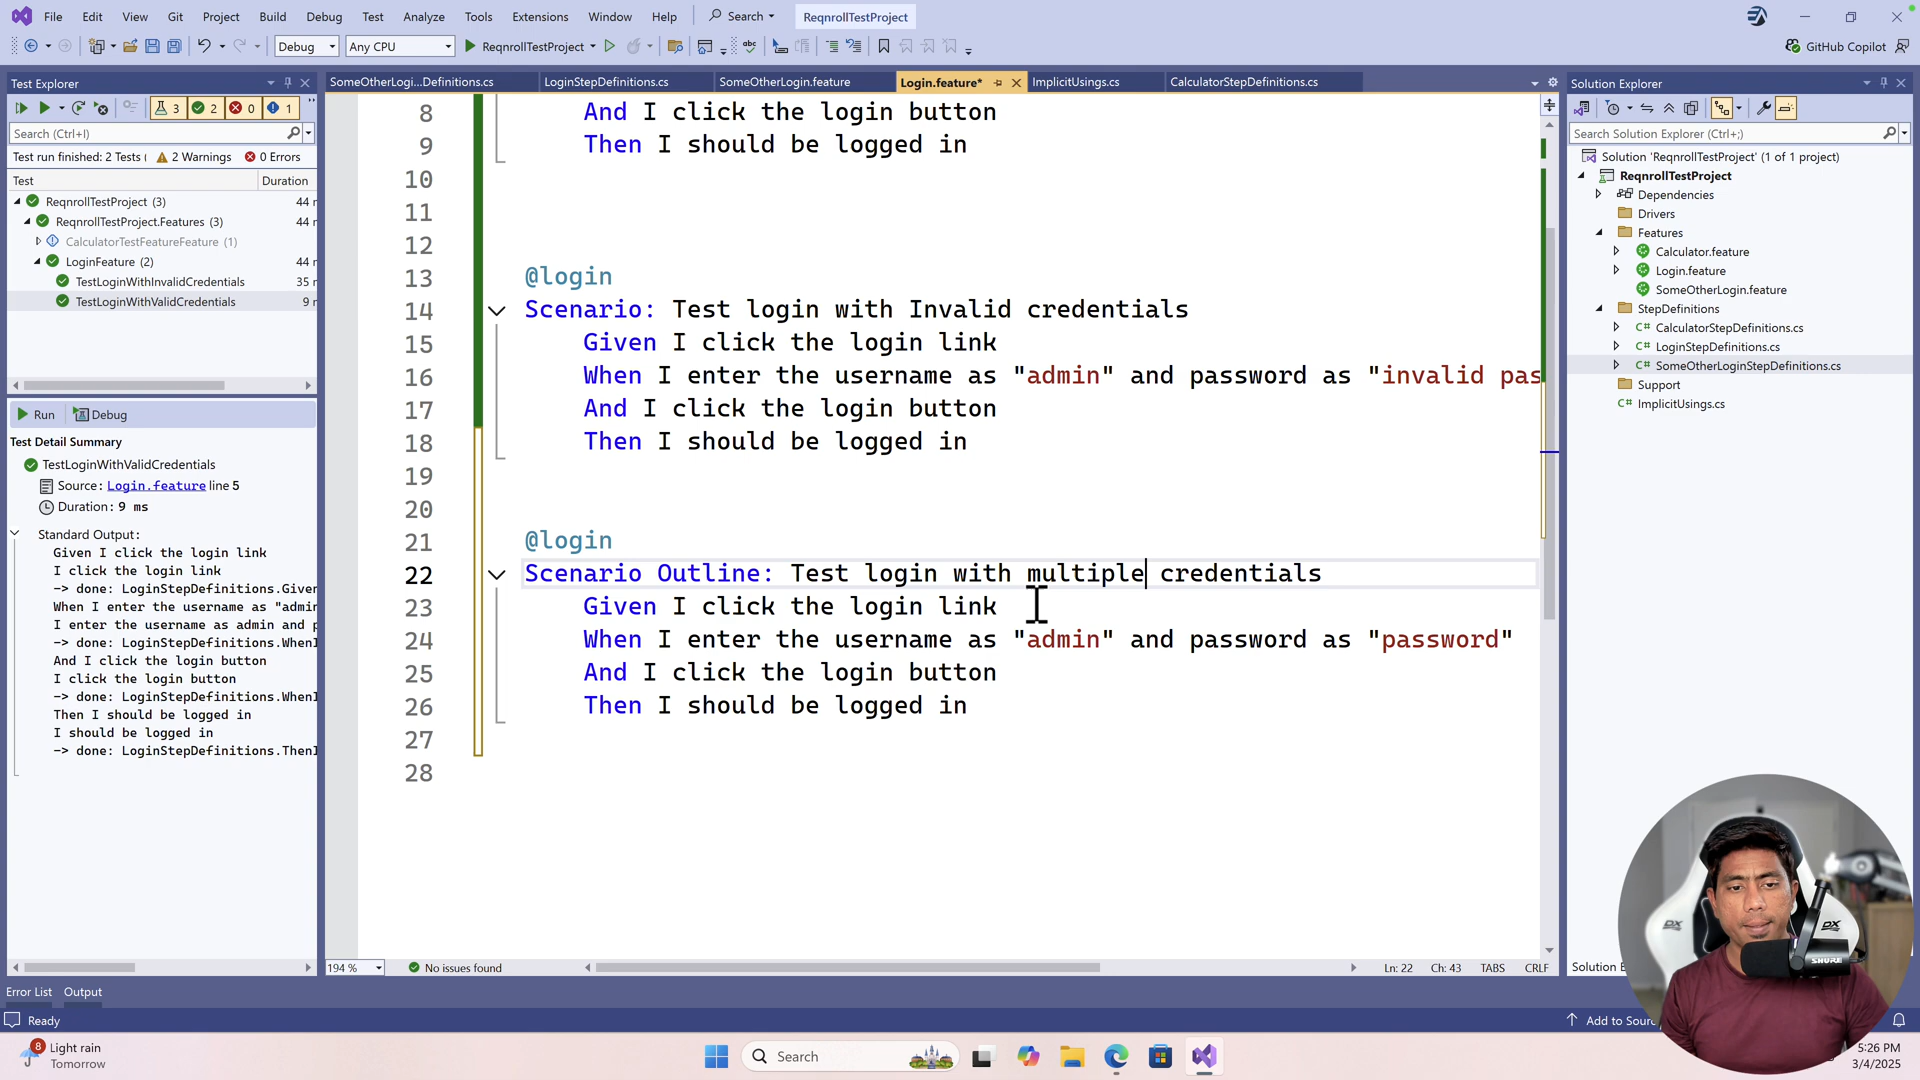 File Edit View Git Project Build Debug Test Analyze Tools Extensions Window Help Search ReqnrollTestProject
Debug Any CPU ReqnrollTestProject GitHub Copilot
Test Explorer
3 2 0 1
Search (Ctrl+I)
Test run finished: 2 Tests ( 2 Warnings 0 Errors
Test Duration
ReqnrollTestProject (3) 44 r
ReqnrollTestProject.Features (3) 44 r
CalculatorTestFeatureFeature (1)
LoginFeature (2) 44 r
TestLoginWithInvalidCredentials 35 r
TestLoginWithValidCredentials 9 r
Run Debug
Test Detail Summary
TestLoginWithValidCredentials
Source: Login.feature line 5
Duration: 9 ms
Standard Output:
Given I click the login link
I click the login link
-> done: LoginStepDefinitions.Given
When I enter the username as "admin
I enter the username as admin and p
-> done: LoginStepDefinitions.WhenI
And I click the login button
I click the login button
-> done: LoginStepDefinitions.WhenI
Then I should be logged in
I should be logged in
-> done: LoginStepDefinitions.ThenI
SomeOtherLogi...Definitions.cs LoginStepDefinitions.cs SomeOtherLogin.feature Login.feature* ImplicitUsings.cs CalculatorStepDefinitions.cs
8 And I click the login button
9 Then I should be logged in
10
11
12
13 @login
14 Scenario: Test login with Invalid credentials
15 Given I click the login link
16 When I enter the username as "admin" and password as "invalid pas
17 And I click the login button
18 Then I should be logged in
19
20
21 @login
22 Scenario Outline: Test login with multiple credentials
23 Given I click the login link
24 When I enter the username as "admin" and password as "password"
25 And I click the login button
26 Then I should be logged in
27
28
194 % No issues found Ln: 22 Ch: 43 TABS CRLF
Solution Explorer
Search Solution Explorer (Ctrl+;)
Solution 'ReqnrollTestProject' (1 of 1 project)
ReqnrollTestProject
Dependencies
Drivers
Features
Calculator.feature
Login.feature
SomeOtherLogin.feature
StepDefinitions
CalculatorStepDefinitions.cs
LoginStepDefinitions.cs
SomeOtherLoginStepDefinitions.cs
Support
ImplicitUsings.cs
Solution E
DX DX
SHURE
Error List Output
Ready Add to Sourc
8 Light rain
Tomorrow
Search
5:26 PM
3/4/2025